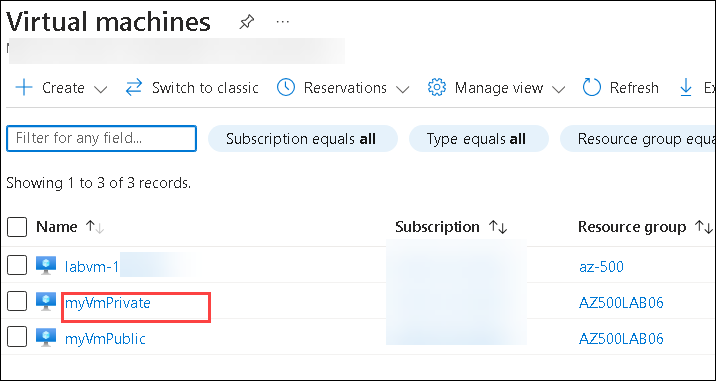 Virtual machines
Create Switch to classic Reservations Manage view Refresh Ex
Filter for any field... Subscription equals all Type equals all Resource group equa
Showing 1 to 3 of 3 records.
Name Subscription Resource group
labvm-1 az-500
myVmPrivate AZ500LAB06
myVmPublic AZ500LAB06